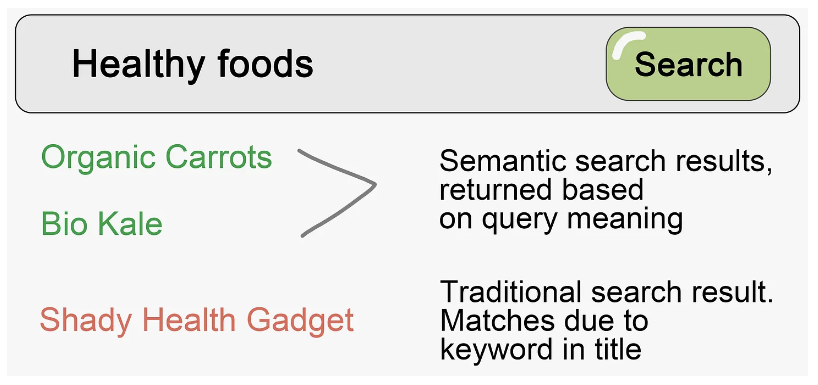 Healthy foods
Search
Organic Carrots
Bio Kale
Semantic search results,
returned based
on query meaning
Shady Health Gadget
Traditional search result.
Matches due to
keyword in title